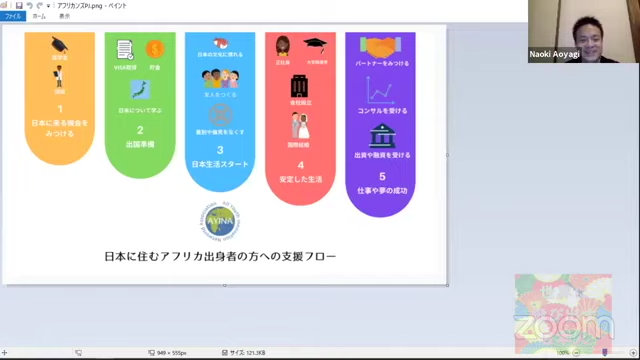 アフリカンズPJ.png - ペイント
ファイル
ホーム
表示
Naoki Aoyagi
VISA取得
貯金
1
日本に来る機会を
みつける
日本について学ぶ
2
出国準備
日本の文化に慣れる
友人をつくる
差別や偏見をなくす
3
日本生活スタート
正社員
会社設立
国際結婚
4
安定した生活
パートナーをみつける
コンサルを受ける
出資や融資を受ける
5
仕事や夢の成功
AYINA
日本に住むアフリカ出身者の方への支援フロー
949 × 555px
サイズ: 121.3KB
100%
zoom